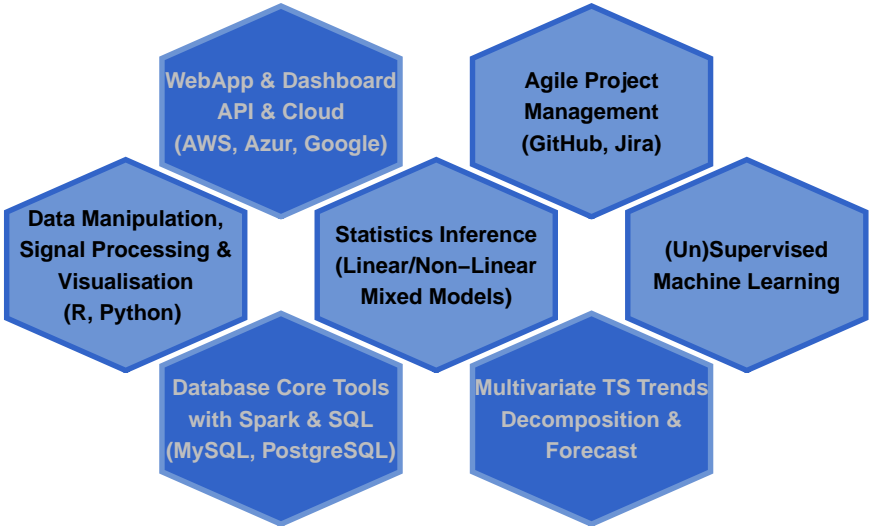 WebApp & Dashboard
API & Cloud
(AWS, Azur, Google)
Agile Project
Management
(GitHub, Jira)
Data Manipulation,
Signal Processing &
Visualisation
(R, Python)
Statistics Inference
(Linear/Non−Linear
Mixed Models)
(Un)Supervised
Machine Learning
Database Core Tools
with Spark & SQL
(MySQL, PostgreSQL)
Multivariate TS Trends
Decomposition &
Forecast